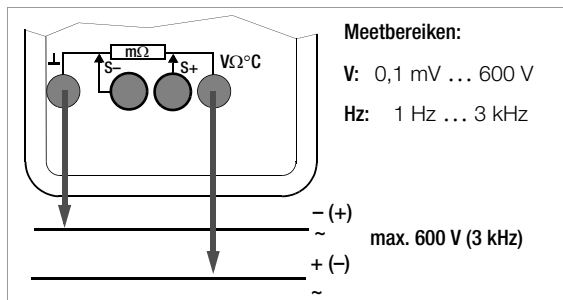 Meetbereiken:
V: 0,1 mV … 600 V
Hz: 1 Hz … 3 kHz
⊥ mΩ VΩ°C
S– S+
– (+)
~
max. 600 V (3 kHz)
+ (–)
~